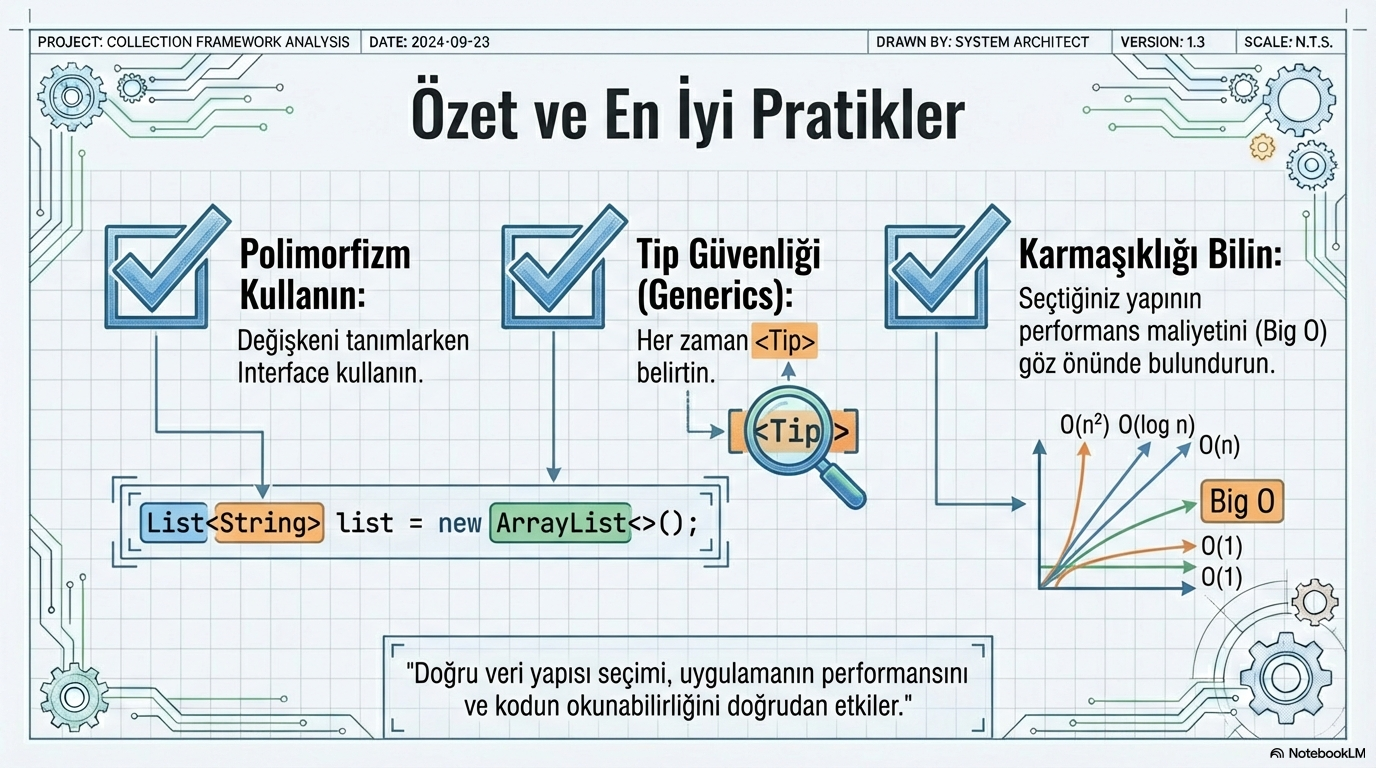 PROJECT: COLLECTION FRAMEWORK ANALYSIS
DATE: 2024-09-23
DRAWN BY: SYSTEM ARCHITECT
VERSION: 1.3
SCALE: N.T.S.
Özet ve En İyi Pratikler
Polimorfizm
Kullanın:
Değişkeni tanımlarken
Interface kullanın.
Tip Güvenliği
(Generics):
Her zaman <Tip>
belirtin.
<Tip >
Karmaşıklığı Bilin:
Seçtiğiniz yapının
performans maliyetini (Big O)
göz önünde bulundurun.
List<String> list = new ArrayList<>();
O(n²) O(log n)
O(n)
Big O
O(1)
O(1)
"Doğru veri yapısı seçimi, uygulamanın performansını
ve kodun okunabilirliğini doğrudan etkiler."
NotebookLM